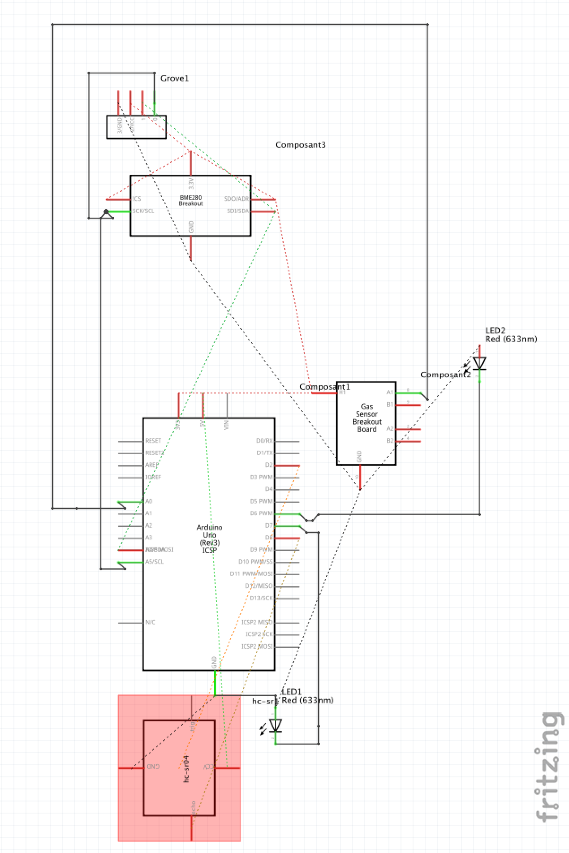 Grove1
Composant3
3.3V
BME280
Breakout
CS
SCK/SCL
SDO/ADR
SDI/SDA
GND
LED2
Red (633nm)
Composant2
Composant1
Gas
Sensor
Breakout
Board
A1
B1
A2
B2
GND
3V3
5V
VIN
RESET
RESET2
AREF
IOREF
A0
A1
A2
A3
A5/SCL
N/C
D0/RX
D1/TX
D2
D3 PWM
D4
D5 PWM
D6 PWM
D7
D8
D9 PWM
D10 PWM/SS
D11 PWM/MOSI
D12/MISO
D13/SCK
ICSP2 MISO
ICSP2 SCK
ICSP2 MOSI
Arduino
Uno
(Rev3)
ICSP
GND
LED1
Red (633nm)
hc-sr04
GND
VCC
fritzing